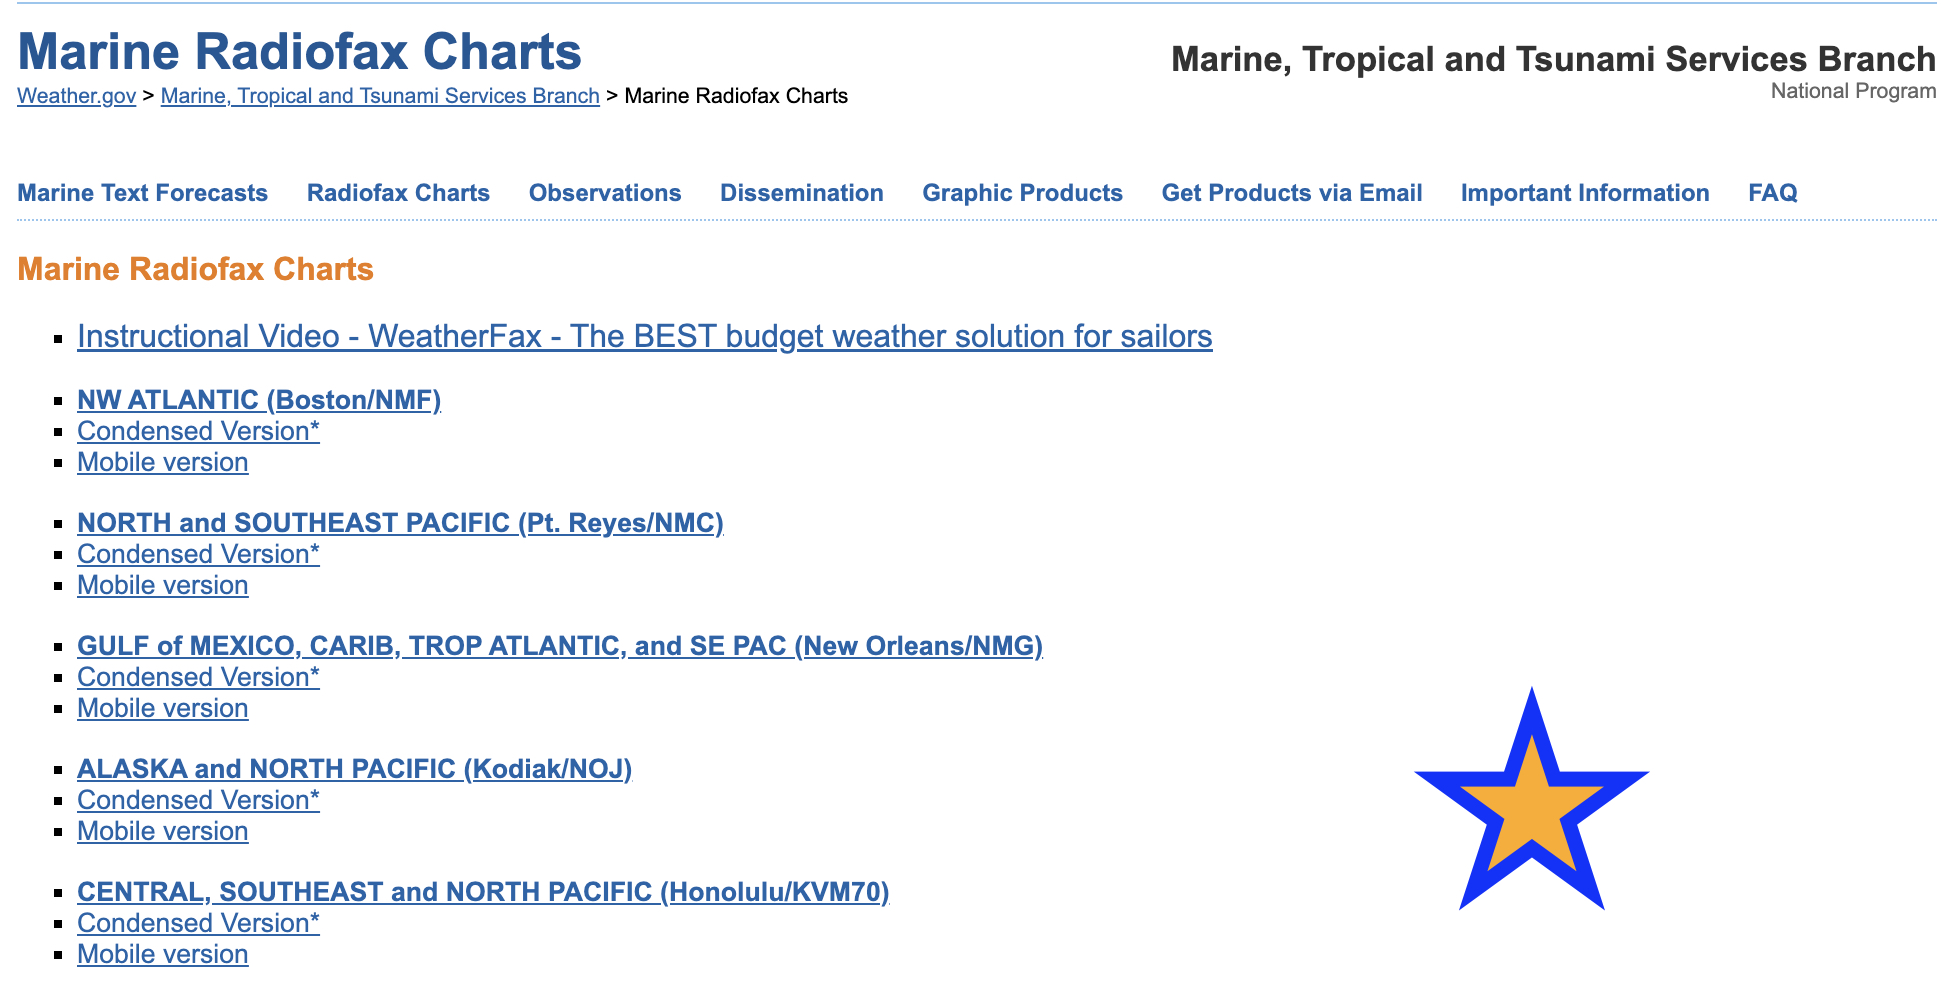 Marine Radiofax Charts
Marine, Tropical and Tsunami Services Branch
Weather.gov > Marine, Tropical and Tsunami Services Branch > Marine Radiofax Charts
National Program
Marine Text Forecasts Radiofax Charts Observations Dissemination Graphic Products Get Products via Email Important Information FAQ
Marine Radiofax Charts
Instructional Video - WeatherFax - The BEST budget weather solution for sailors
NW ATLANTIC (Boston/NMF)
Condensed Version*
Mobile version
NORTH and SOUTHEAST PACIFIC (Pt. Reyes/NMC)
Condensed Version*
Mobile version
GULF of MEXICO, CARIB, TROP ATLANTIC, and SE PAC (New Orleans/NMG)
Condensed Version*
Mobile version
ALASKA and NORTH PACIFIC (Kodiak/NOJ)
Condensed Version*
Mobile version
CENTRAL, SOUTHEAST and NORTH PACIFIC (Honolulu/KVM70)
Condensed Version*
Mobile version